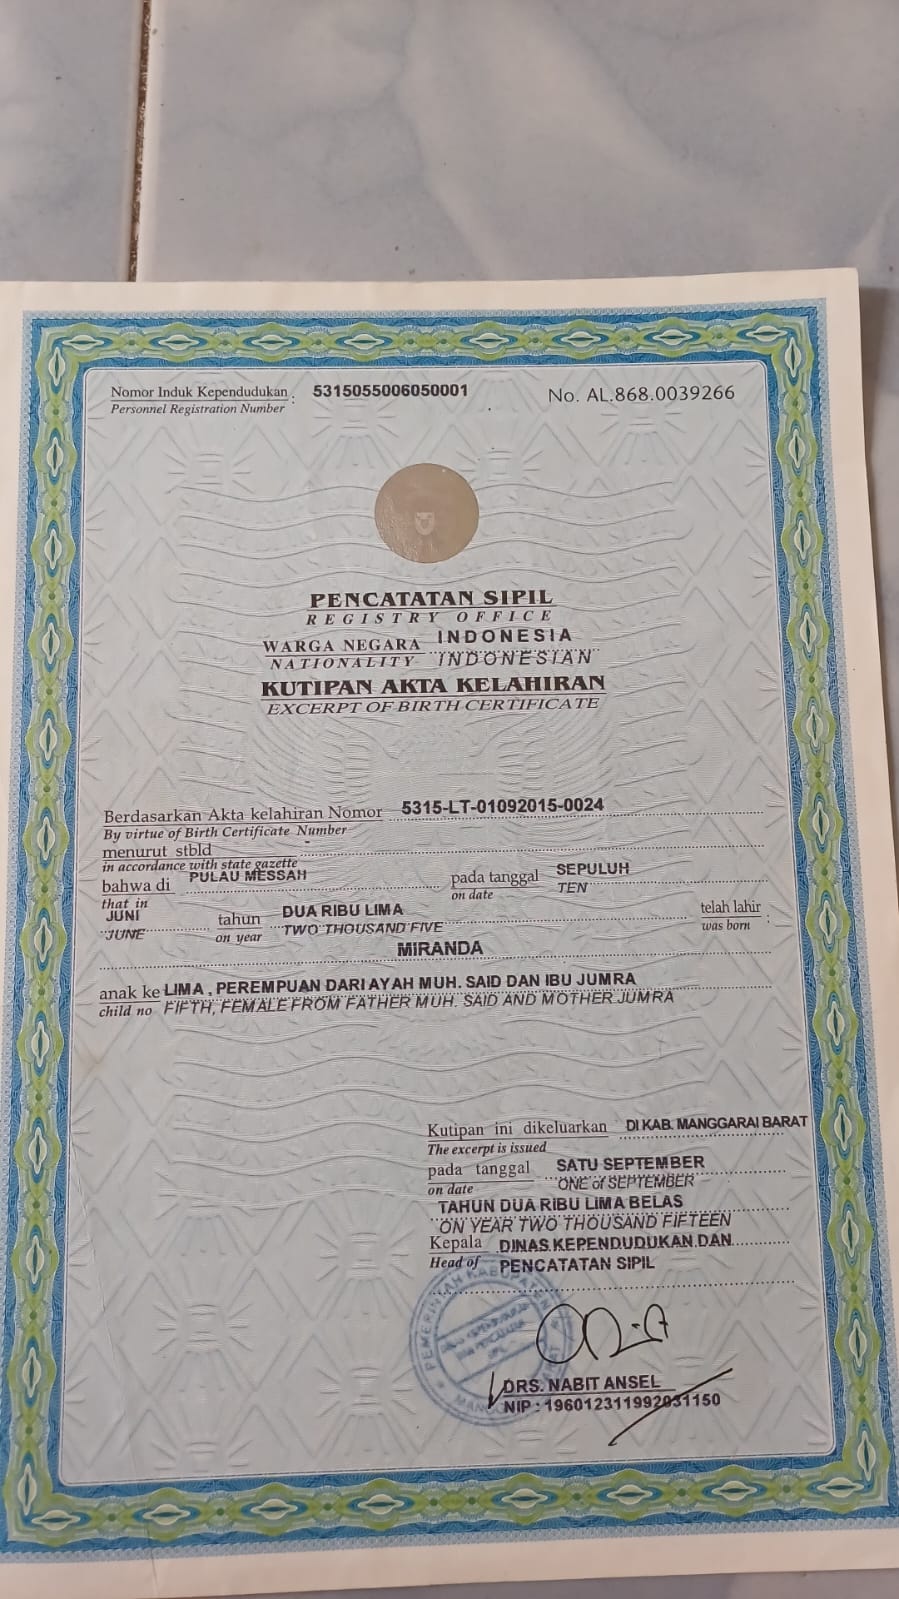 Nomor Induk Kependudukan : 5315055006050001 No. AL.868.0039266
Personnel Registration Number
PENCATATAN SIPIL
REGISTRY OFFICE
WARGA NEGARA INDONESIA
NATIONALITY INDONESIAN
KUTIPAN AKTA KELAHIRAN
EXCERPT OF BIRTH CERTIFICATE
Berdasarkan Akta kelahiran Nomor 5315-LT-01092015-0024
By virtue of Birth Certificate Number
menurut stbld
in accordance with state gazette
bahwa di PULAU MESSAH pada tanggal SEPULUH
that in on date TEN
JUNI tahun DUA RIBU LIMA telah lahir :
JUNE on year TWO THOUSAND FIVE was born
MIRANDA
anak ke LIMA , PEREMPUAN DARI AYAH MUH. SAID DAN IBU JUMRA
child no FIFTH, FEMALE FROM FATHER MUH. SAID AND MOTHER JUMRA
Kutipan ini dikeluarkan DI KAB. MANGGARAI BARAT
The excerpt is issued
pada tanggal SATU SEPTEMBER
on date ONE of SEPTEMBER
TAHUN DUA RIBU LIMA BELAS
ON YEAR TWO THOUSAND FIFTEEN
Kepala DINAS KEPENDUDUKAN DAN
Head of PENCATATAN SIPIL
PEMERINTAH KABUPATEN
DRS. NABIT ANSEL
NIP : 196012311992031150